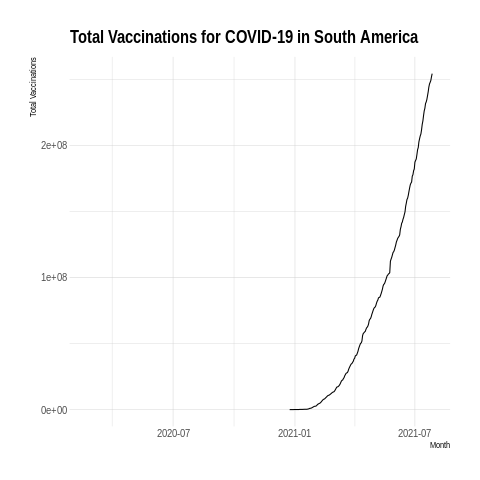 Total Vaccinations for COVID-19 in South America
Total Vaccinations
2e+08
1e+08
0e+00
2020-07
2021-01
2021-07
Month